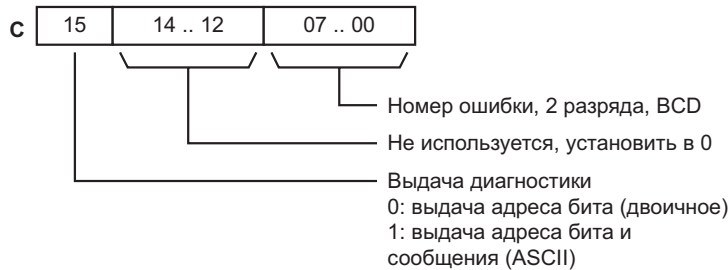 С 15 14 .. 12 07 .. 00
Номер ошибки, 2 разряда, BCD
Не используется, установить в 0
Выдача диагностики
0: выдача адреса бита (двоичное)
1: выдача адреса бита и
сообщения (ASCII)